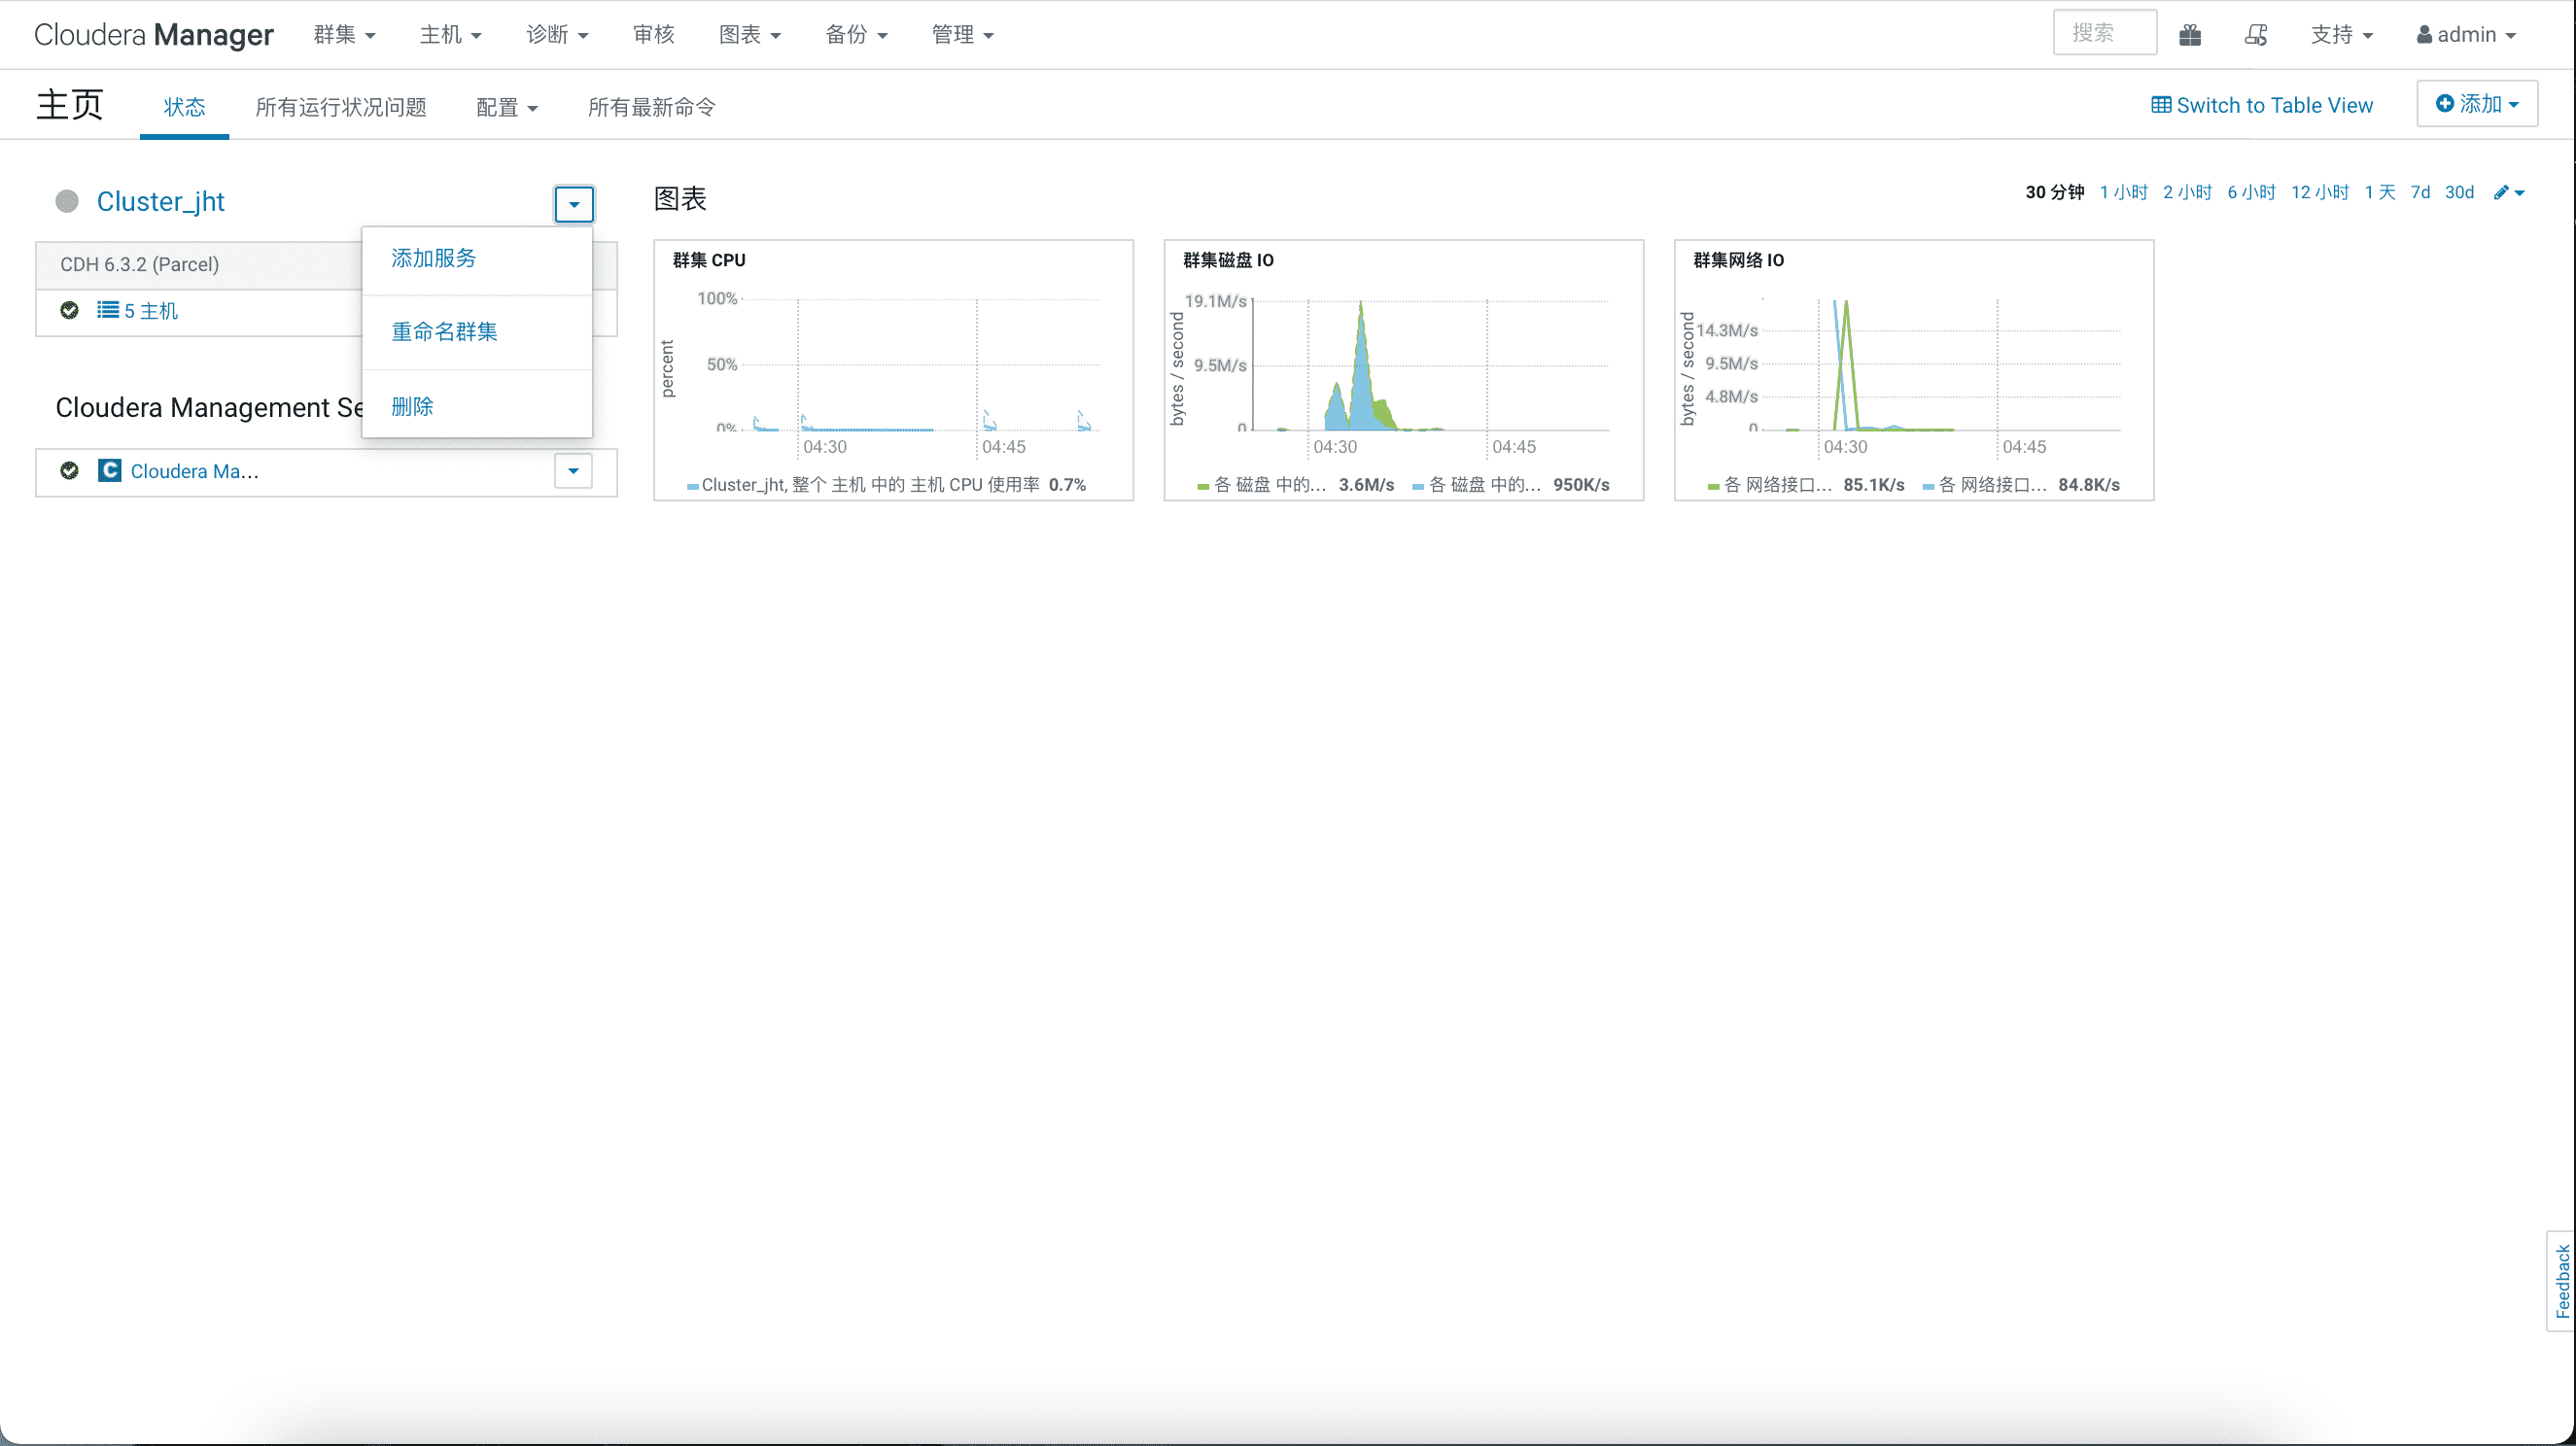 Cloudera Manager 群集 主机 诊断 审核 图表 备份 管理 搜索 支持 admin
主页 状态 所有运行状况问题 配置 所有最新命令 Switch to Table View 添加
Cluster_jht
添加服务
重命名群集
删除
CDH 6.3.2 (Parcel)
5 主机
Cloudera Management Se
Cloudera Ma...
图表
30 分钟 1 小时 2 小时 6 小时 12 小时 1 天 7d 30d
群集 CPU
percent
100%
50%
0%
04:30 04:45
Cluster_jht, 整个 主机 中的 主机 CPU 使用率 0.7%
群集磁盘 IO
bytes / second
19.1M/s
9.5M/s
0
04:30 04:45
各 磁盘 中的... 3.6M/s 各 磁盘 中的... 950K/s
群集网络 IO
bytes / second
14.3M/s
9.5M/s
4.8M/s
0
04:30 04:45
各 网络接口... 85.1K/s 各 网络接口... 84.8K/s
Feedback